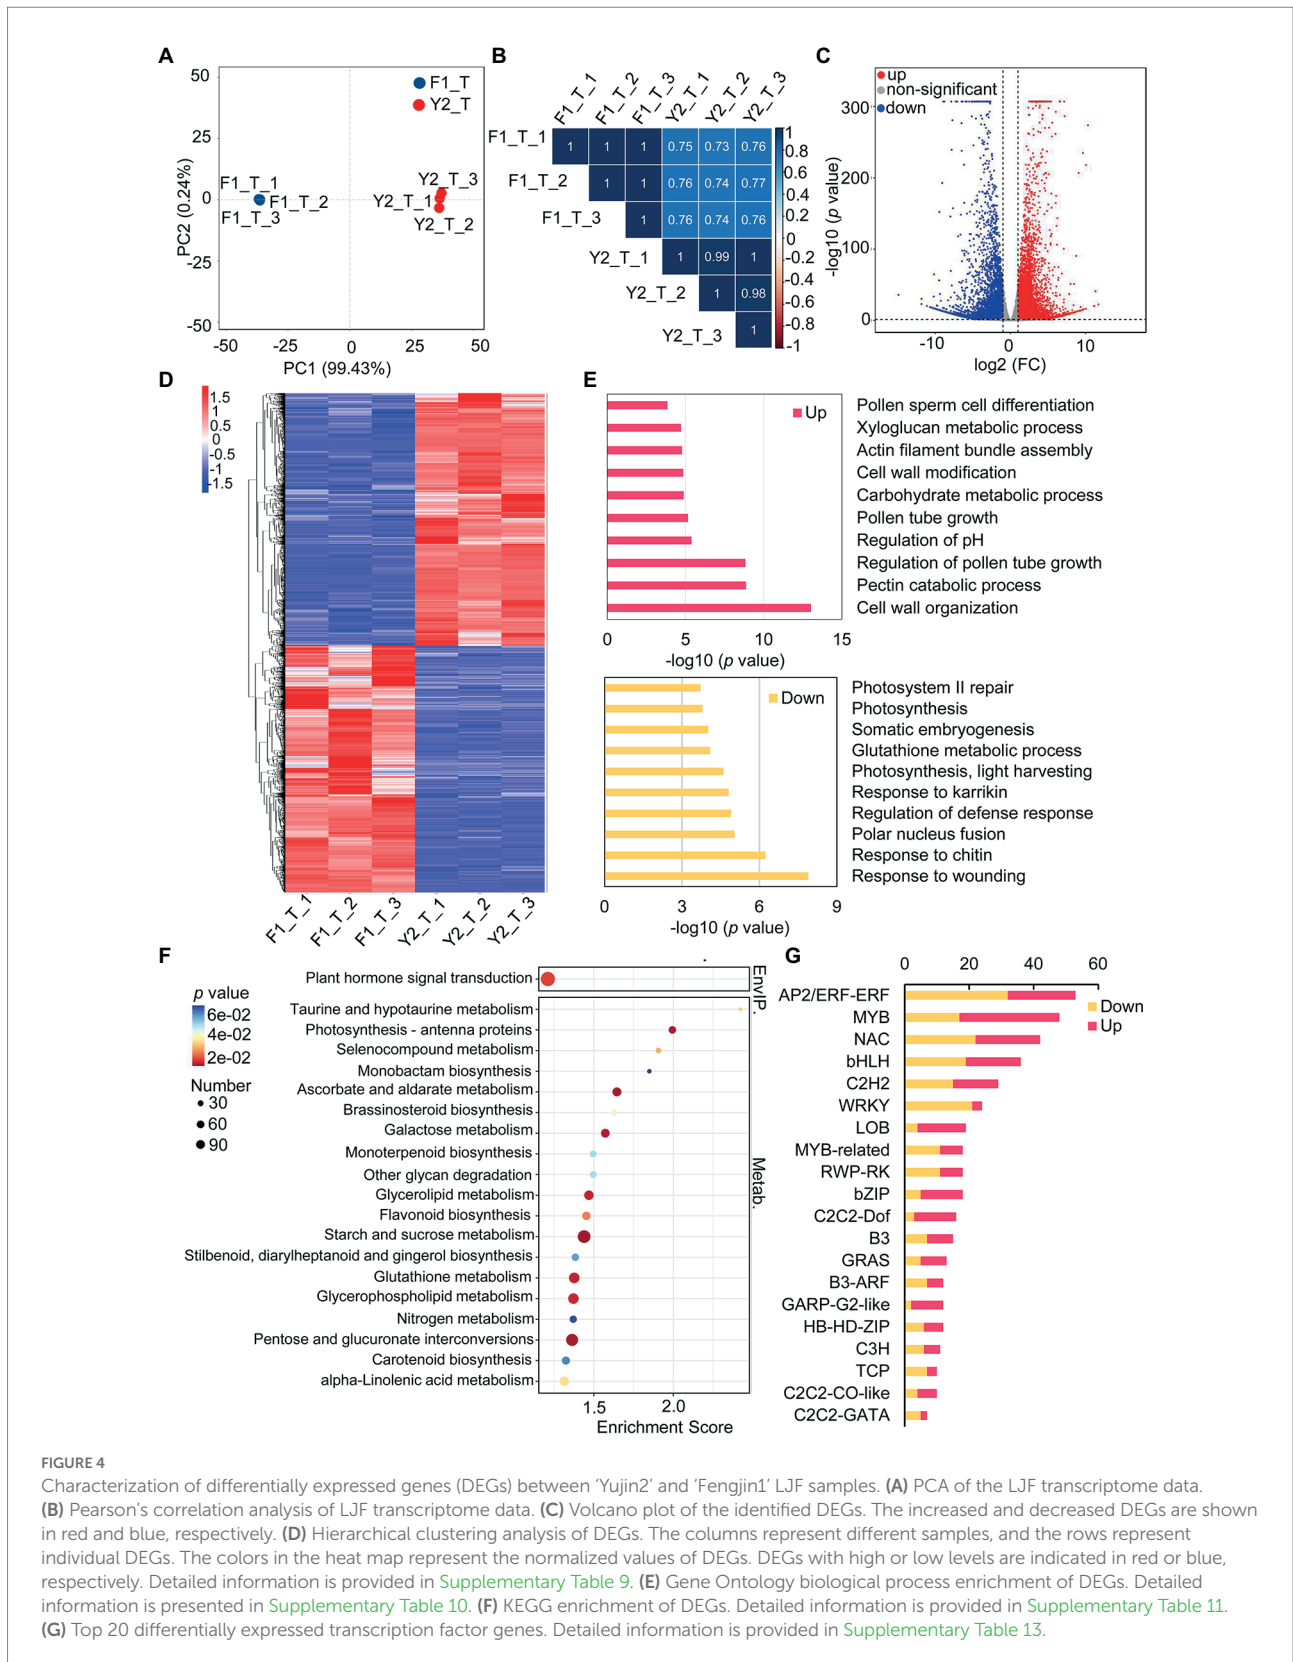 A
50
25
0
-25
-50
PC2 (0.24%)
F1_T
Y2_T
F1_T_1
F1_T_2
F1_T_3
Y2_T_3
Y2_T_1
Y2_T_2
-50 -25 0 25 50
PC1 (99.43%)
B
F1_T_1 F1_T_2 F1_T_3 Y2_T_1 Y2_T_2 Y2_T_3
F1_T_1 1 1 1 0.75 0.73 0.76
F1_T_2 1 1 0.76 0.74 0.77
F1_T_3 1 0.76 0.74 0.76
Y2_T_1 1 0.99 1
Y2_T_2 1 0.98
Y2_T_3 1
1
0.8
0.6
0.4
0.2
0
-0.2
-0.4
-0.6
-0.8
-1
C
up
non-significant
down
300
200
100
0
-log10 (p value)
-10 0 10
log2 (FC)
D
1.5
1
0.5
0
-0.5
-1
-1.5
F1_T_1 F1_T_2 F1_T_3 Y2_T_1 Y2_T_2 Y2_T_3
E
Up
Pollen sperm cell differentiation
Xyloglucan metabolic process
Actin filament bundle assembly
Cell wall modification
Carbohydrate metabolic process
Pollen tube growth
Regulation of pH
Regulation of pollen tube growth
Pectin catabolic process
Cell wall organization
0 5 10 15
-log10 (p value)
Down
Photosystem II repair
Photosynthesis
Somatic embryogenesis
Glutathione metabolic process
Photosynthesis, light harvesting
Response to karrikin
Regulation of defense response
Polar nucleus fusion
Response to chitin
Response to wounding
0 3 6 9
-log10 (p value)
F
p value
6e-02
4e-02
2e-02
Number
30
60
90
Plant hormone signal transduction
Taurine and hypotaurine metabolism
Photosynthesis - antenna proteins
Selenocompound metabolism
Monobactam biosynthesis
Ascorbate and aldarate metabolism
Brassinosteroid biosynthesis
Galactose metabolism
Monoterpenoid biosynthesis
Other glycan degradation
Glycerolipid metabolism
Flavonoid biosynthesis
Starch and sucrose metabolism
Stilbenoid, diarylheptanoid and gingerol biosynthesis
Glutathione metabolism
Glycerophospholipid metabolism
Nitrogen metabolism
Pentose and glucuronate interconversions
Carotenoid biosynthesis
alpha-Linolenic acid metabolism
EnvIP.
Metab.
1.5 2.0
Enrichment Score
G
0 20 40 60
Down
Up
AP2/ERF-ERF
MYB
NAC
bHLH
C2H2
WRKY
LOB
MYB-related
RWP-RK
bZIP
C2C2-Dof
B3
GRAS
B3-ARF
GARP-G2-like
HB-HD-ZIP
C3H
TCP
C2C2-CO-like
C2C2-GATA
FIGURE 4
Characterization of differentially expressed genes (DEGs) between ‘Yujin2’ and ‘Fengjin1’ LJF samples. (A) PCA of the LJF transcriptome data.
(B) Pearson’s correlation analysis of LJF transcriptome data. (C) Volcano plot of the identified DEGs. The increased and decreased DEGs are shown
in red and blue, respectively. (D) Hierarchical clustering analysis of DEGs. The columns represent different samples, and the rows represent
individual DEGs. The colors in the heat map represent the normalized values of DEGs. DEGs with high or low levels are indicated in red or blue,
respectively. Detailed information is provided in Supplementary Table 9. (E) Gene Ontology biological process enrichment of DEGs. Detailed
information is presented in Supplementary Table 10. (F) KEGG enrichment of DEGs. Detailed information is provided in Supplementary Table 11.
(G) Top 20 differentially expressed transcription factor genes. Detailed information is provided in Supplementary Table 13.